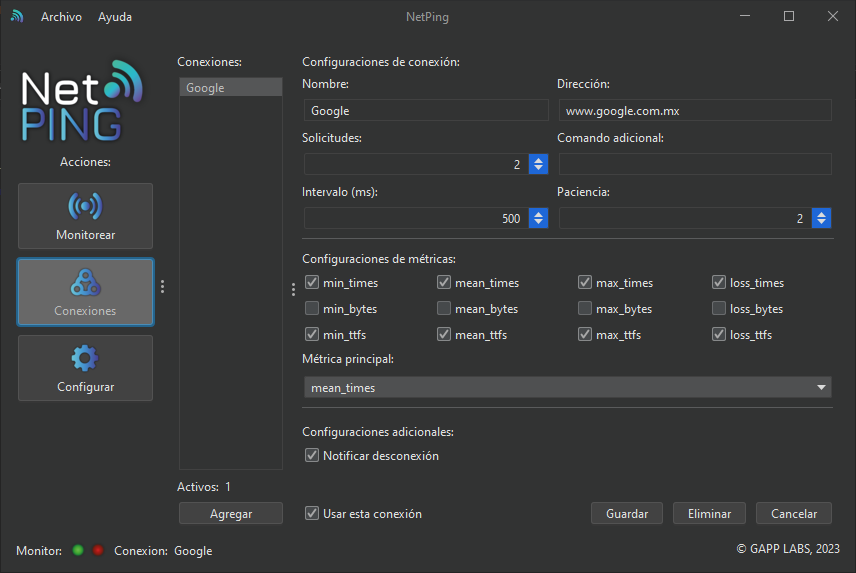 Archivo Ayuda NetPing
Net
PING
Acciones:
Monitorear
Conexiones
Configurar
Conexiones:
Google
Activos: 1
Agregar
Configuraciones de conexión:
Nombre: Dirección:
Google www.google.com.mx
Solicitudes: Comando adicional:
2
Intervalo (ms): Paciencia:
500 2
Configuraciones de métricas:
min_times mean_times max_times loss_times
min_bytes mean_bytes max_bytes loss_bytes
min_ttfs mean_ttfs max_ttfs loss_ttfs
Métrica principal:
mean_times
Configuraciones adicionales:
Notificar desconexión
Usar esta conexión Guardar Eliminar Cancelar
Monitor: Conexion: Google © GAPP LABS, 2023